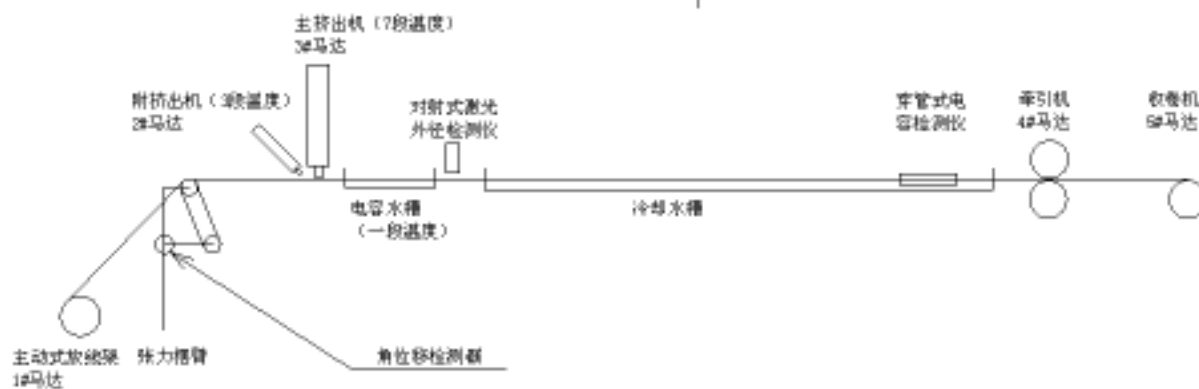 主挤出机（7段温度）
3#马达
附挤出机（3段温度）
2#马达
对射式激光
外径检测仪
穿管式电
容检测仪
牵引机
4#马达
收卷机
5#马达
电容水槽
（一段温度）
冷却水槽
主动式放线架
1#马达
张力摆臂
角位移检测器